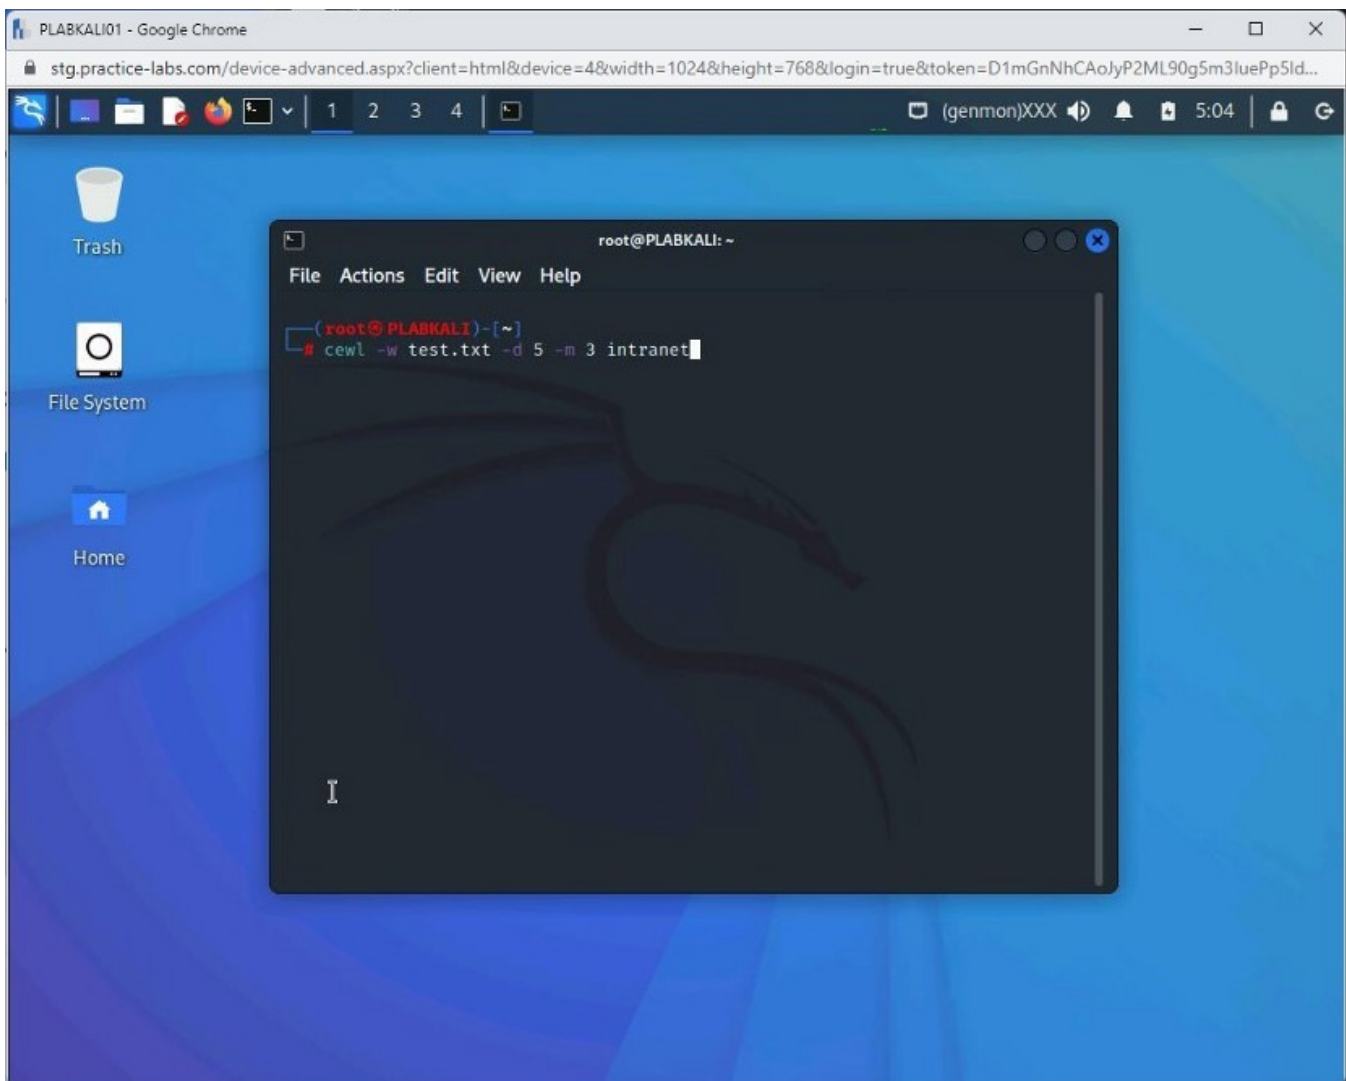 PLABKALI01 - Google Chrome
stg.practice-labs.com/device-advanced.aspx?client=html&device=4&width=1024&height=768&login=true&token=D1mGnNhCAoJyP2ML90g5m3IuePp5Id...
1 2 3 4 (genmon)XXX 5:04
Trash
root@PLABKALI: ~
File Actions Edit View Help
(root㉿PLABKALI)-[~]
# cewl -w test.txt -d 5 -m 3 intranet
File System
Home